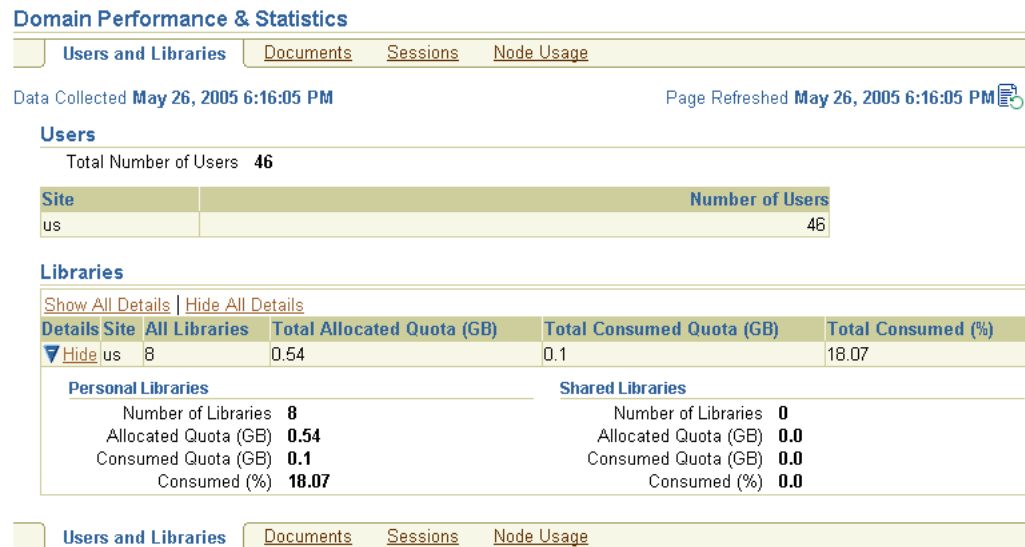 Domain Performance & Statistics
Users and Libraries Documents Sessions Node Usage
Data Collected May 26, 2005 6:16:05 PM Page Refreshed May 26, 2005 6:16:05 PM
Users
Total Number of Users 46
Site Number of Users
us 46
Libraries
Show All Details | Hide All Details
Details Site All Libraries Total Allocated Quota (GB) Total Consumed Quota (GB) Total Consumed (%)
Hide us 8 0.54 0.1 18.07
Personal Libraries Shared Libraries
Number of Libraries 8 Number of Libraries 0
Allocated Quota (GB) 0.54 Allocated Quota (GB) 0.0
Consumed Quota (GB) 0.1 Consumed Quota (GB) 0.0
Consumed (%) 18.07 Consumed (%) 0.0
Users and Libraries Documents Sessions Node Usage